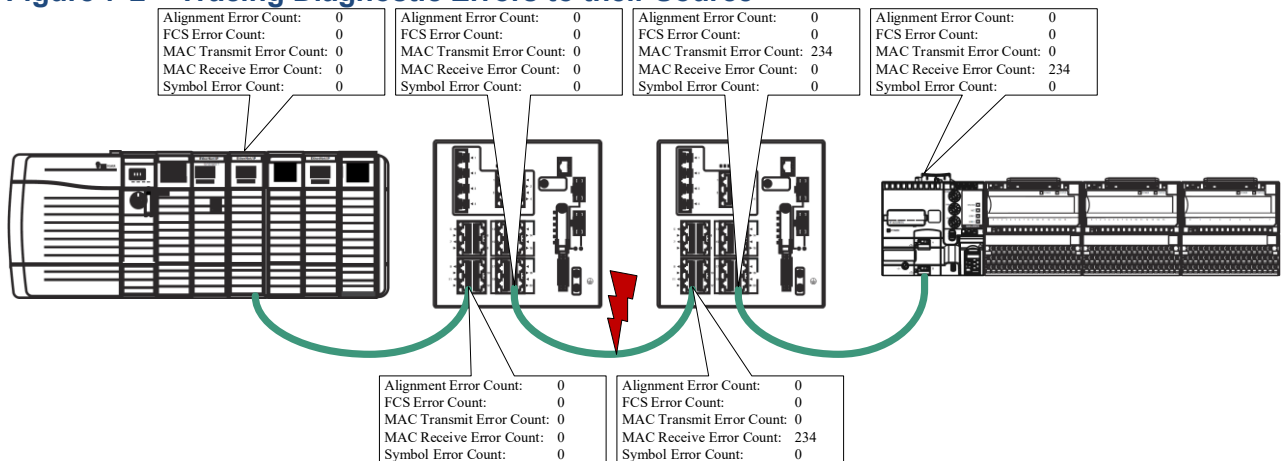 Alignment Error Count: 0
FCS Error Count: 0
MAC Transmit Error Count: 0
MAC Receive Error Count: 0
Symbol Error Count: 0
Alignment Error Count: 0
FCS Error Count: 0
MAC Transmit Error Count: 0
MAC Receive Error Count: 0
Symbol Error Count: 0
Alignment Error Count: 0
FCS Error Count: 0
MAC Transmit Error Count: 234
MAC Receive Error Count: 0
Symbol Error Count: 0
Alignment Error Count: 0
FCS Error Count: 0
MAC Transmit Error Count: 0
MAC Receive Error Count: 234
Symbol Error Count: 0
Alignment Error Count: 0
FCS Error Count: 0
MAC Transmit Error Count: 0
MAC Receive Error Count: 0
Symbol Error Count: 0
Alignment Error Count: 0
FCS Error Count: 0
MAC Transmit Error Count: 0
MAC Receive Error Count: 234
Symbol Error Count: 0